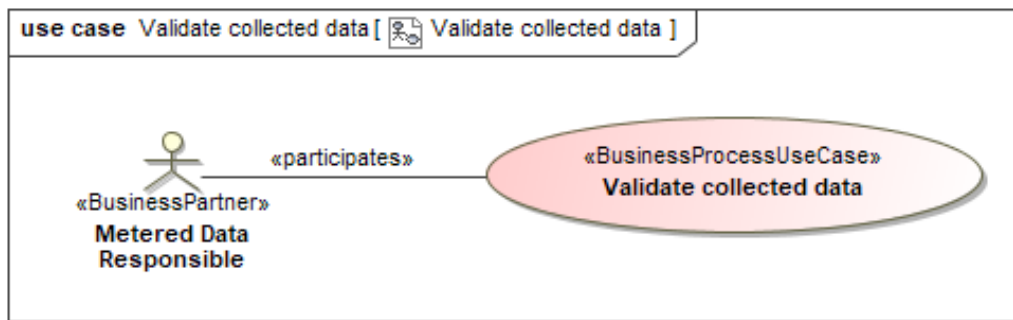 use case Validate collected data [ Validate collected data ]
«participates»
«BusinessProcessUseCase»
Validate collected data
«BusinessPartner»
Metered Data
Responsible